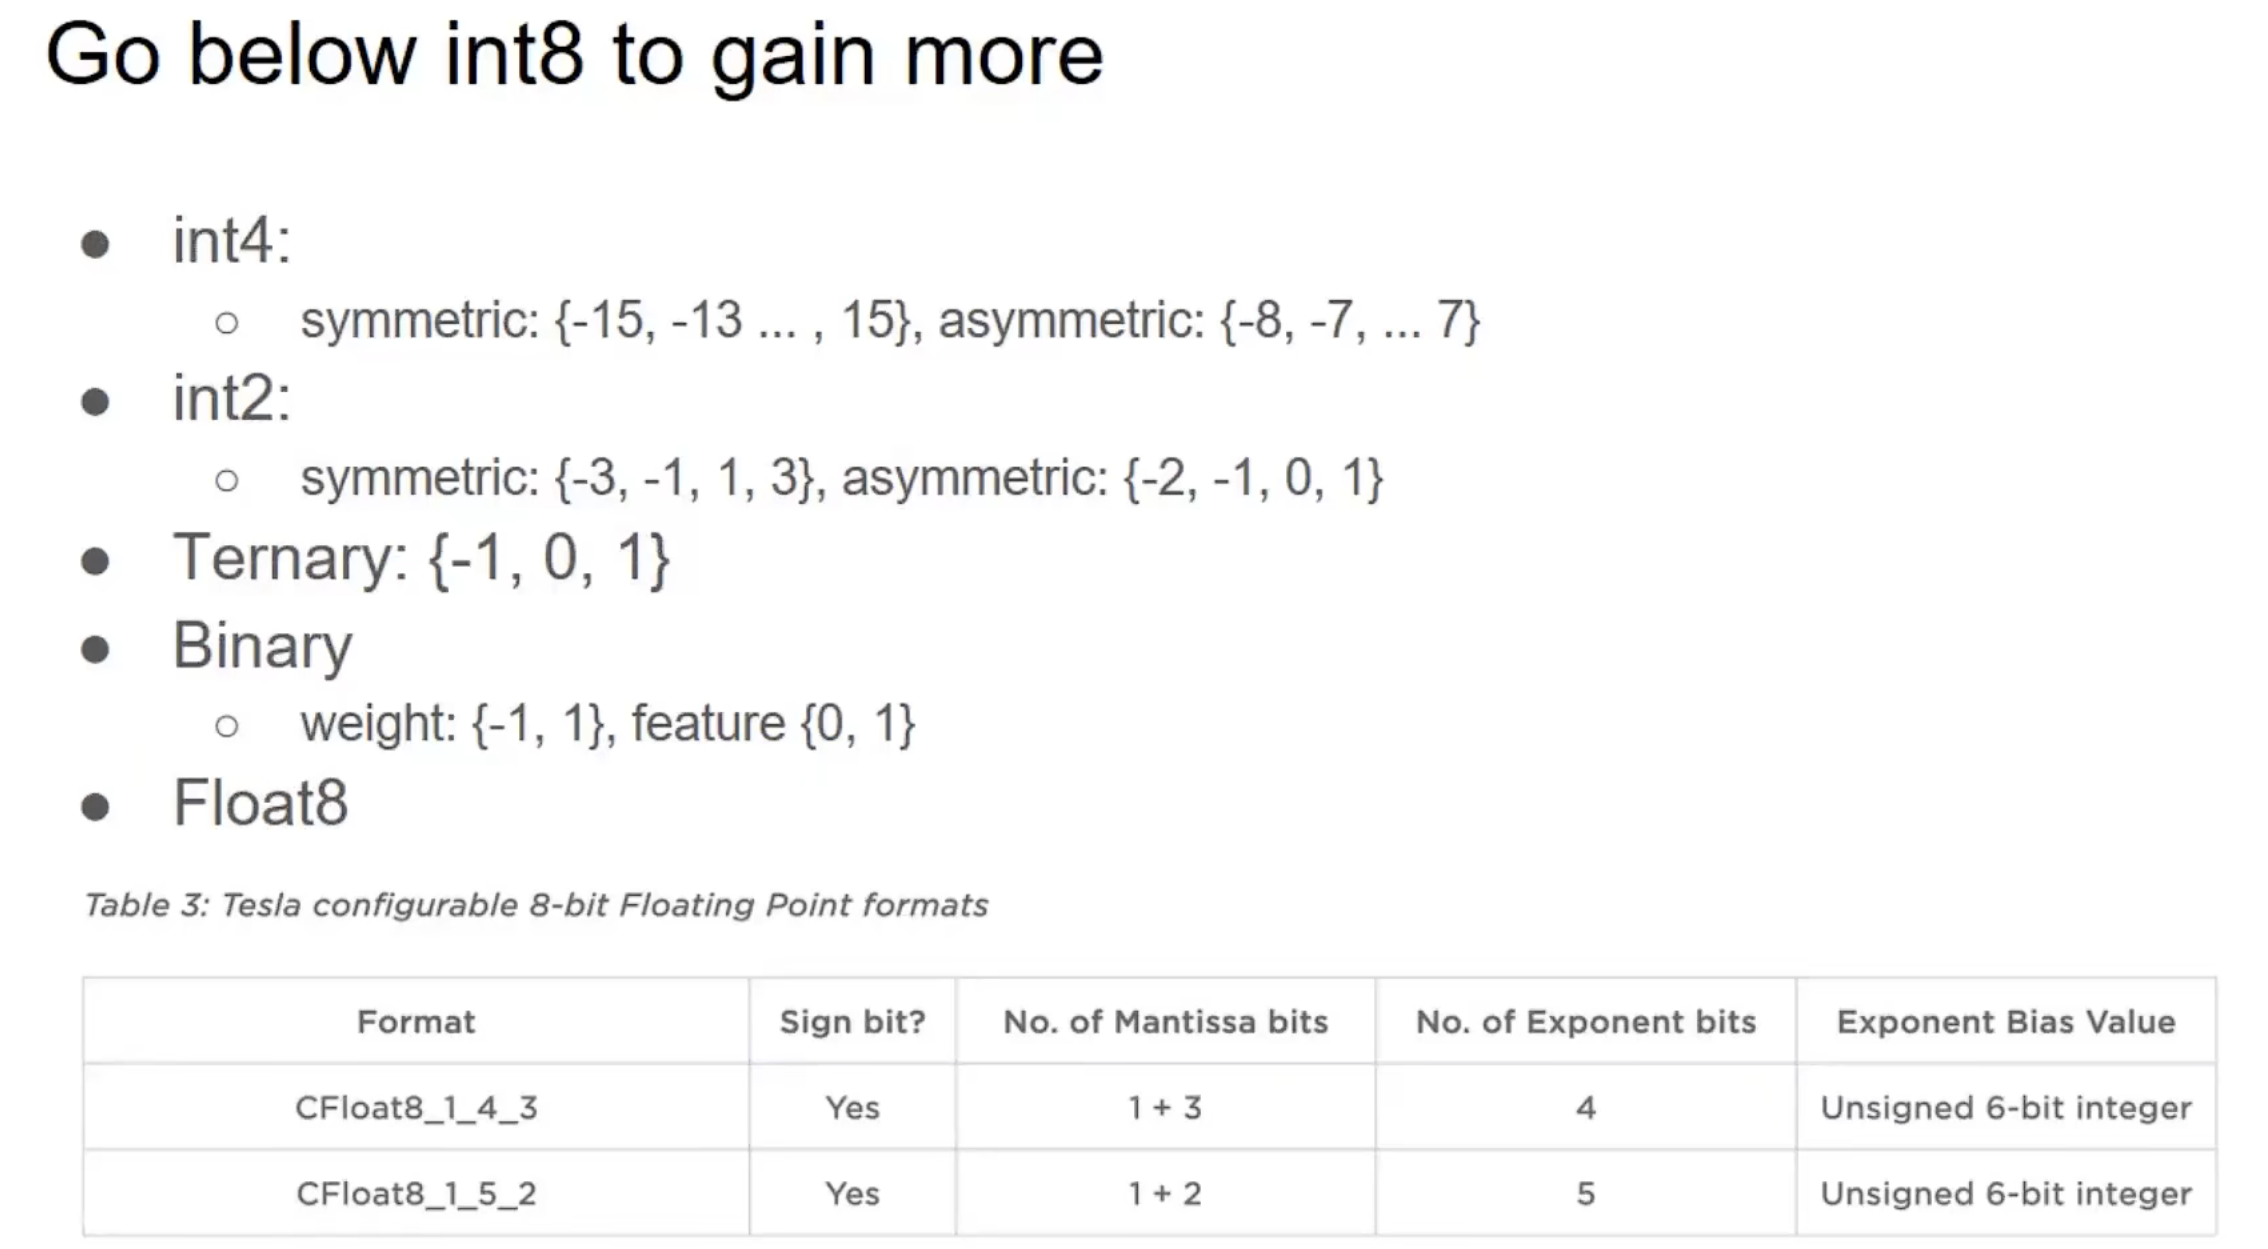 Go below int8 to gain more
● int4:
○ symmetric: {-15, -13 ... , 15}, asymmetric: {-8, -7, ... 7}
● int2:
○ symmetric: {-3, -1, 1, 3}, asymmetric: {-2, -1, 0, 1}
● Ternary: {-1, 0, 1}
● Binary
○ weight: {-1, 1}, feature {0, 1}
● Float8
Table 3: Tesla configurable 8-bit Floating Point formats
Format Sign bit? No. of Mantissa bits No. of Exponent bits Exponent Bias Value
CFloat8_1_4_3 Yes 1 + 3 4 Unsigned 6-bit integer
CFloat8_1_5_2 Yes 1 + 2 5 Unsigned 6-bit integer